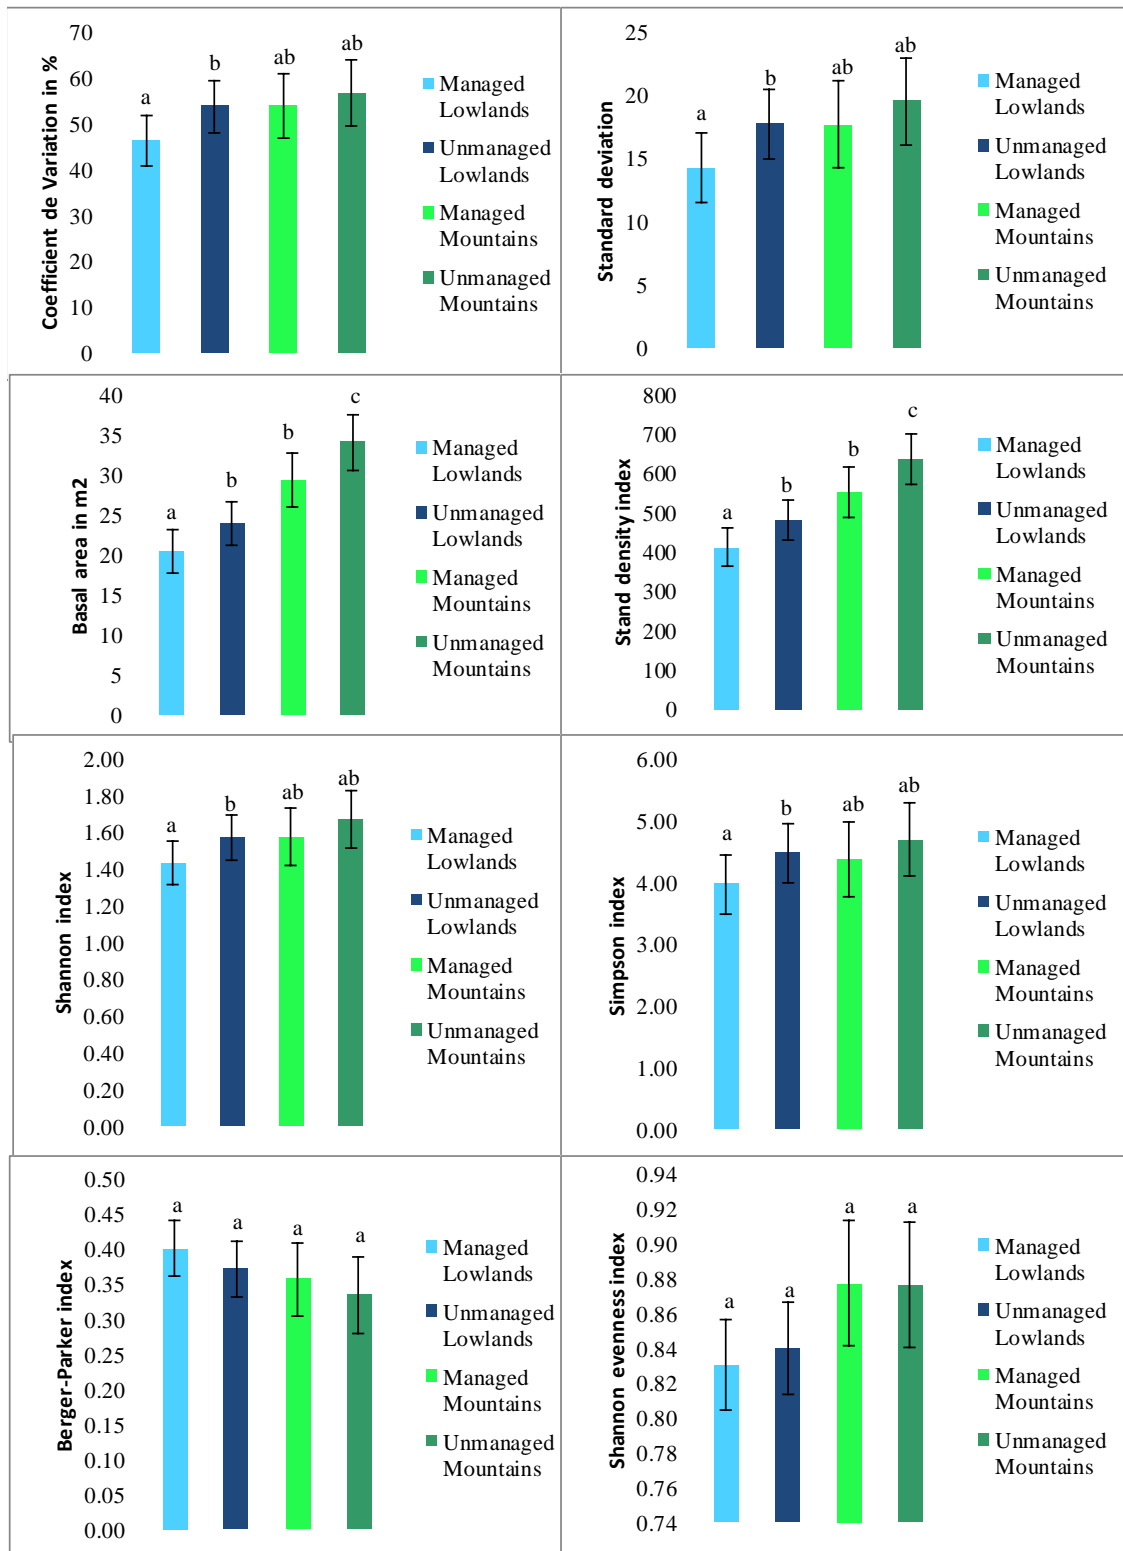 70
60
50
40
30
20
10
0
Coefficient de Variation in %
a
b
ab
ab
Managed
Lowlands
Unmanaged
Lowlands
Managed
Mountains
Unmanaged
Mountains
25
20
15
10
5
0
Standard deviation
a
b
ab
ab
Managed
Lowlands
Unmanaged
Lowlands
Managed
Mountains
Unmanaged
Mountains
40
35
30
25
20
15
10
5
0
Basal area in m2
a
b
b
c
Managed
Lowlands
Unmanaged
Lowlands
Managed
Mountains
Unmanaged
Mountains
800
700
600
500
400
300
200
100
0
Stand density index
a
b
b
c
Managed
Lowlands
Unmanaged
Lowlands
Managed
Mountains
Unmanaged
Mountains
2.00
1.80
1.60
1.40
1.20
1.00
0.80
0.60
0.40
0.20
0.00
Shannon index
a
b
ab
ab
Managed
Lowlands
Unmanaged
Lowlands
Managed
Mountains
Unmanaged
Mountains
6.00
5.00
4.00
3.00
2.00
1.00
0.00
Simpson index
a
b
ab
ab
Managed
Lowlands
Unmanaged
Lowlands
Managed
Mountains
Unmanaged
Mountains
0.50
0.45
0.40
0.35
0.30
0.25
0.20
0.15
0.10
0.05
0.00
Berger-Parker index
a
a
a
a
Managed
Lowlands
Unmanaged
Lowlands
Managed
Mountains
Unmanaged
Mountains
0.94
0.92
0.90
0.88
0.86
0.84
0.82
0.80
0.78
0.76
0.74
Shannon evenness index
a
a
a
a
Managed
Lowlands
Unmanaged
Lowlands
Managed
Mountains
Unmanaged
Mountains